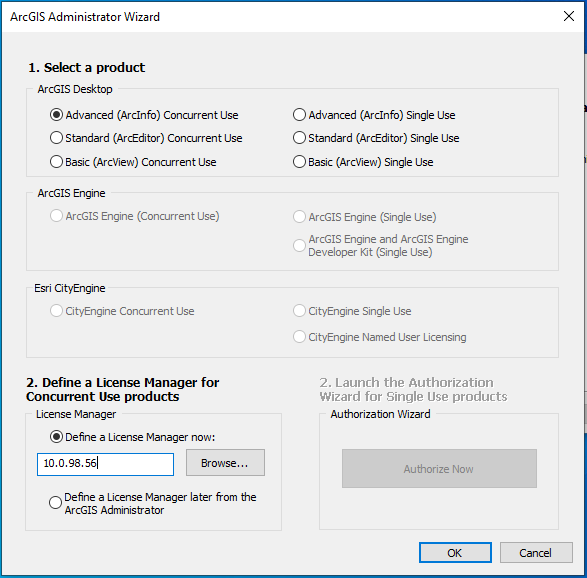 ArcGIS Administrator Wizard
1. Select a product
ArcGIS Desktop
Advanced (ArcInfo) Concurrent Use
Advanced (ArcInfo) Single Use
Standard (ArcEditor) Concurrent Use
Standard (ArcEditor) Single Use
Basic (ArcView) Concurrent Use
Basic (ArcView) Single Use
ArcGIS Engine
ArcGIS Engine (Concurrent Use)
ArcGIS Engine (Single Use)
ArcGIS Engine and ArcGIS Engine
Developer Kit (Single Use)
Esri CityEngine
CityEngine Concurrent Use
CityEngine Single Use
CityEngine Named User Licensing
2. Define a License Manager for
Concurrent Use products
License Manager
Define a License Manager now:
10.0.98.56
Browse...
Define a License Manager later from the
ArcGIS Administrator
2. Launch the Authorization
Wizard for Single Use products
Authorization Wizard
Authorize Now
OK
Cancel